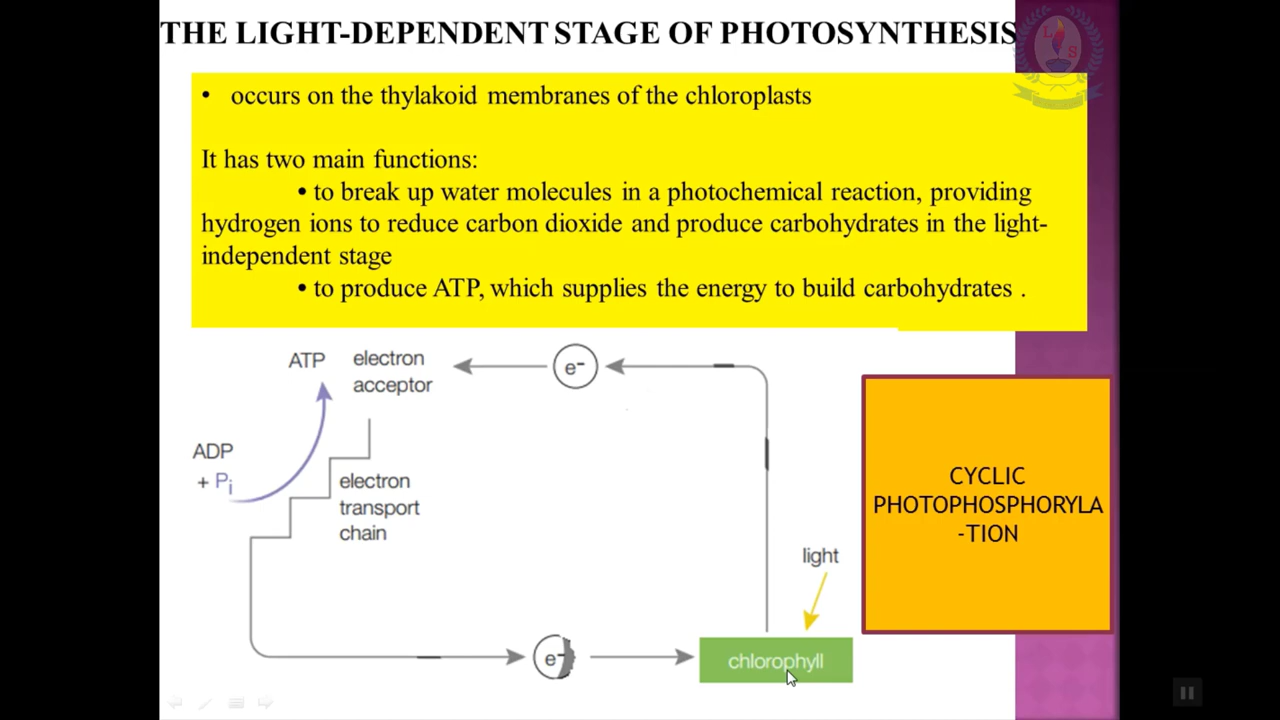 THE LIGHT-DEPENDENT STAGE OF PHOTOSYNTHESIS
L
S
• occurs on the thylakoid membranes of the chloroplasts
It has two main functions:
• to break up water molecules in a photochemical reaction, providing
hydrogen ions to reduce carbon dioxide and produce carbohydrates in the light-
independent stage
• to produce ATP, which supplies the energy to build carbohydrates .
ATP
electron
acceptor
e−
ADP
+ Pi
electron
transport
chain
CYCLIC
PHOTOPHOSPHORYLA
-TION
light
e−
chlorophyll